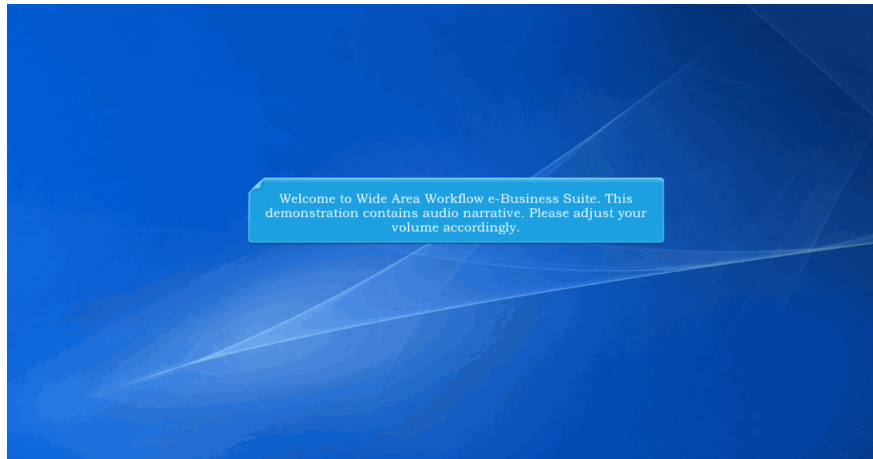 Welcome to Wide Area Workflow e-Business Suite. This
demonstration contains audio narrative. Please adjust your
volume accordingly.